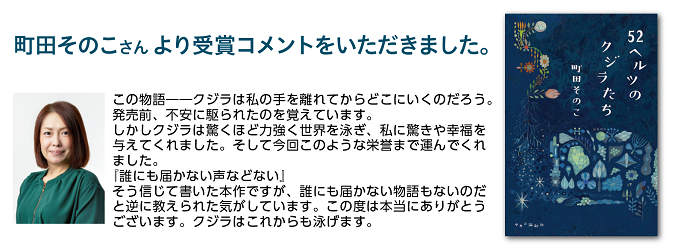 町田そのこさん より受賞コメントをいただきました。
この物語――クジラは私の手を離れてからどこにいくのだろう。
発売前、不安に駆られたのを覚えています。
しかしクジラは驚くほど力強く世界を泳ぎ、私に驚きや幸福を
与えてくれました。そして今回このような栄誉まで運んでくれ
ました。
『誰にも届かない声などない』
そう信じて書いた本作ですが、誰にも届かない物語もないのだ
と逆に教えられた気がしています。この度は本当にありがとう
ございます。クジラはこれからも泳げます。
52ヘルツの
クジラたち
町田そのこ
中央公論新社